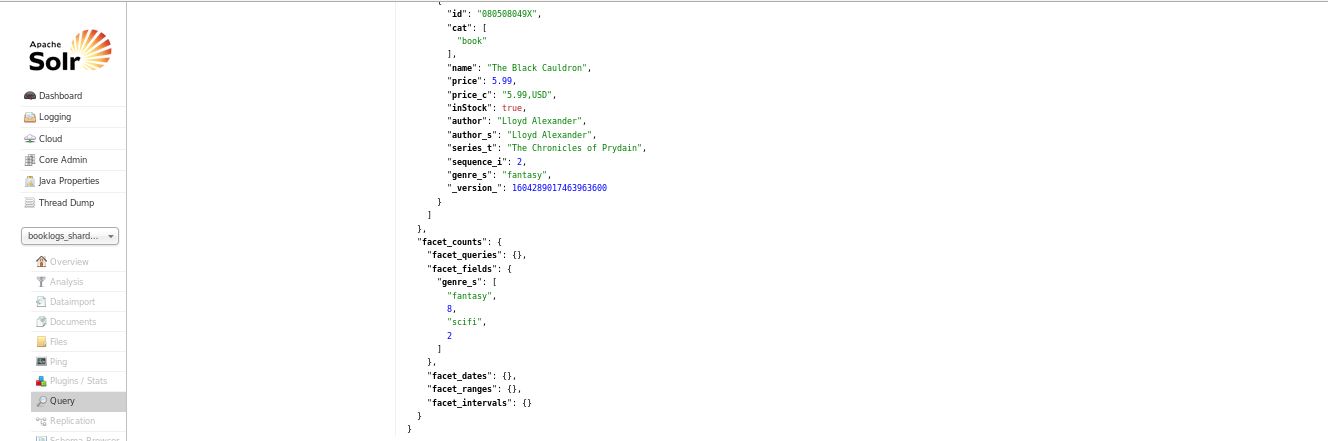 Apache
Solr
Dashboard
Logging
Cloud
Core Admin
Java Properties
Thread Dump
booklogs_shard...
Overview
Analysis
Dataimport
Documents
Files
Ping
Plugins / Stats
Query
Replication
Schema Browser
{
"id": "080508049X",
"cat": [
"book"
],
"name": "The Black Cauldron",
"price": 5.99,
"price_c": "5.99,USD",
"inStock": true,
"author": "Lloyd Alexander",
"author_s": "Lloyd Alexander",
"series_t": "The Chronicles of Prydain",
"sequence_i": 2,
"genre_s": "fantasy",
"_version_": 1604289017463963600
}
]
},
"facet_counts": {
"facet_queries": {},
"facet_fields": {
"genre_s": [
"fantasy",
8,
"scifi",
2
]
},
"facet_dates": {},
"facet_ranges": {},
"facet_intervals": {}
}
}